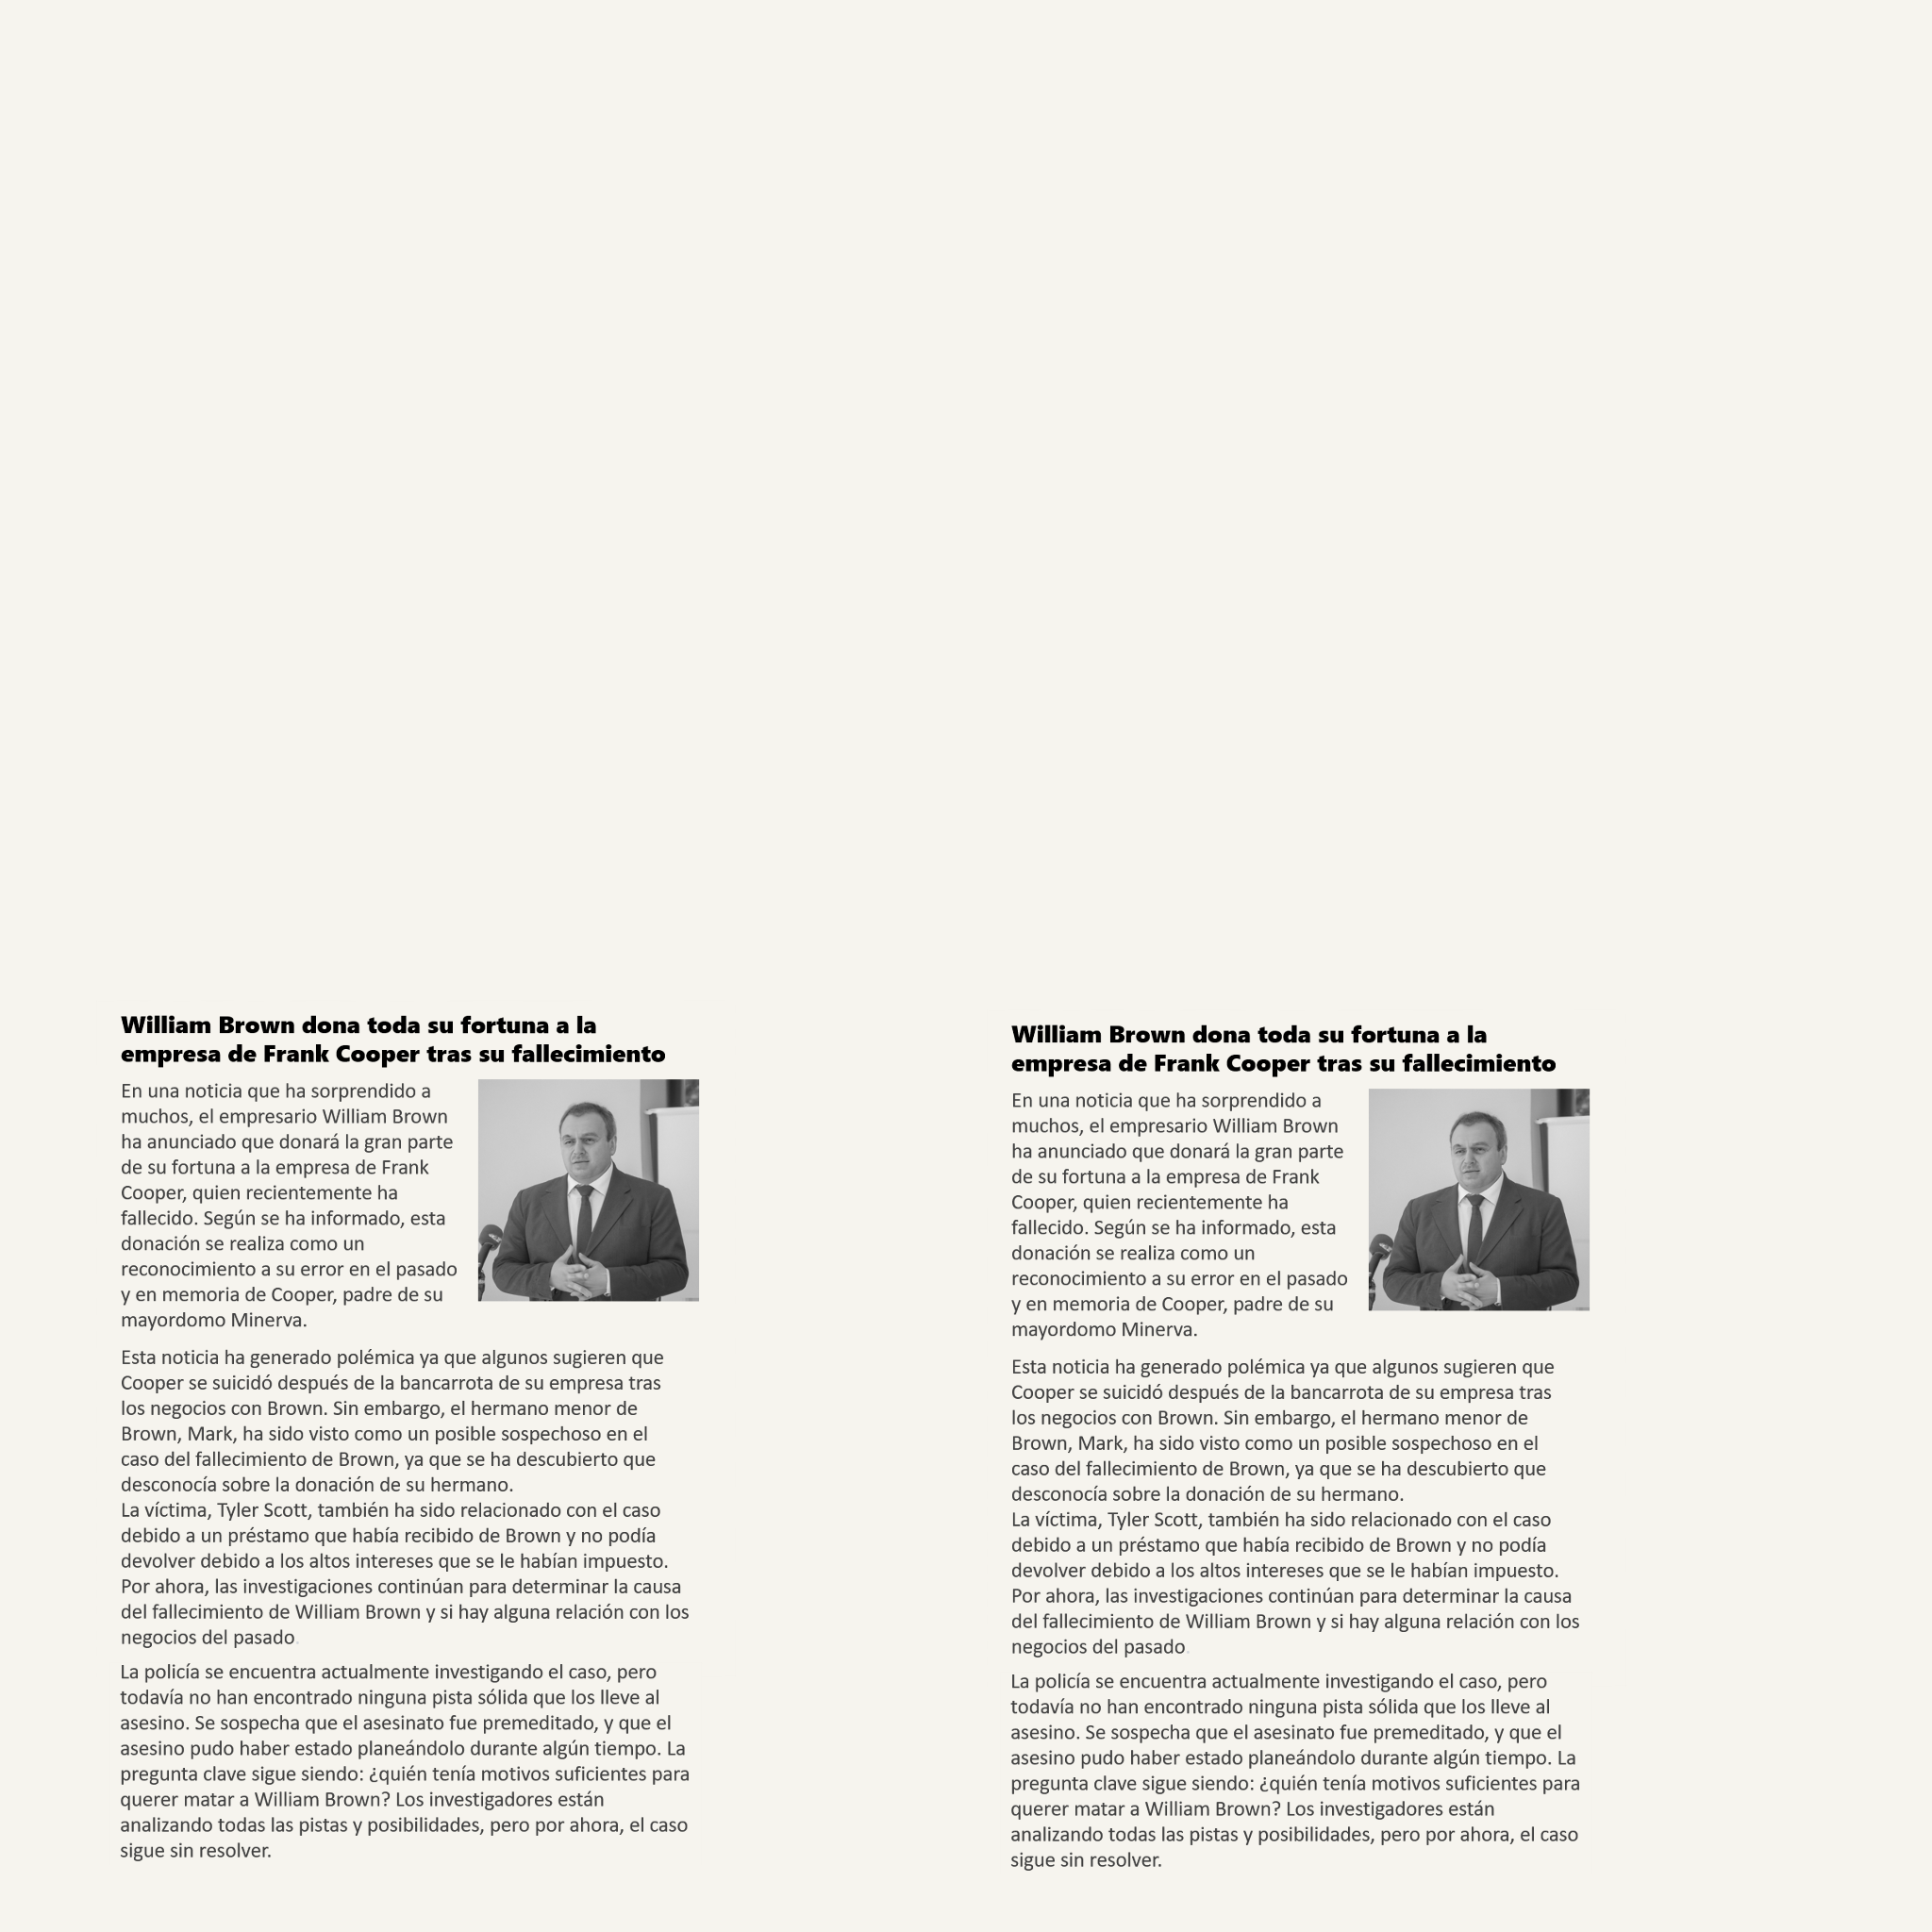 William Brown dona toda su fortuna a la
empresa de Frank Cooper tras su fallecimiento
En una noticia que ha sorprendido a
muchos, el empresario William Brown
ha anunciado que donará la gran parte
de su fortuna a la empresa de Frank
Cooper, quien recientemente ha
fallecido. Según se ha informado, esta
donación se realiza como un
reconocimiento a su error en el pasado
y en memoria de Cooper, padre de su
mayordomo Minerva.
Esta noticia ha generado polémica ya que algunos sugieren que
Cooper se suicidó después de la bancarrota de su empresa tras
los negocios con Brown. Sin embargo, el hermano menor de
Brown, Mark, ha sido visto como un posible sospechoso en el
caso del fallecimiento de Brown, ya que se ha descubierto que
desconocía sobre la donación de su hermano.
La víctima, Tyler Scott, también ha sido relacionado con el caso
debido a un préstamo que había recibido de Brown y no podía
devolver debido a los altos intereses que se le habían impuesto.
Por ahora, las investigaciones continúan para determinar la causa
del fallecimiento de William Brown y si hay alguna relación con los
negocios del pasado.
La policía se encuentra actualmente investigando el caso, pero
todavía no han encontrado ninguna pista sólida que los lleve al
asesino. Se sospecha que el asesinato fue premeditado, y que el
asesino pudo haber estado planeándolo durante algún tiempo. La
pregunta clave sigue siendo: ¿quién tenía motivos suficientes para
querer matar a William Brown? Los investigadores están
analizando todas las pistas y posibilidades, pero por ahora, el caso
sigue sin resolver.
William Brown dona toda su fortuna a la
empresa de Frank Cooper tras su fallecimiento
En una noticia que ha sorprendido a
muchos, el empresario William Brown
ha anunciado que donará la gran parte
de su fortuna a la empresa de Frank
Cooper, quien recientemente ha
fallecido. Según se ha informado, esta
donación se realiza como un
reconocimiento a su error en el pasado
y en memoria de Cooper, padre de su
mayordomo Minerva.
Esta noticia ha generado polémica ya que algunos sugieren que
Cooper se suicidó después de la bancarrota de su empresa tras
los negocios con Brown. Sin embargo, el hermano menor de
Brown, Mark, ha sido visto como un posible sospechoso en el
caso del fallecimiento de Brown, ya que se ha descubierto que
desconocía sobre la donación de su hermano.
La víctima, Tyler Scott, también ha sido relacionado con el caso
debido a un préstamo que había recibido de Brown y no podía
devolver debido a los altos intereses que se le habían impuesto.
Por ahora, las investigaciones continúan para determinar la causa
del fallecimiento de William Brown y si hay alguna relación con los
negocios del pasado
La policía se encuentra actualmente investigando el caso, pero
todavía no han encontrado ninguna pista sólida que los lleve al
asesino. Se sospecha que el asesinato fue premeditado, y que el
asesino pudo haber estado planeándolo durante algún tiempo. La
pregunta clave sigue siendo: ¿quién tenía motivos suficientes para
querer matar a William Brown? Los investigadores están
analizando todas las pistas y posibilidades, pero por ahora, el caso
sigue sin resolver.